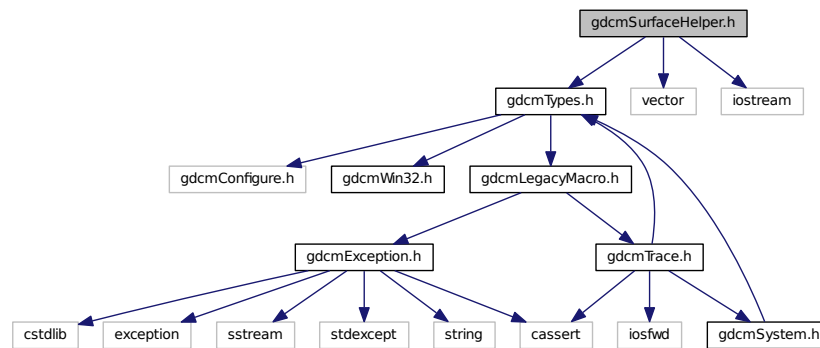 gdcmSurfaceHelper.h
gdcmTypes.h
vector
iostream
gdcmConfigure.h
gdcmWin32.h
gdcmLegacyMacro.h
gdcmException.h
gdcmTrace.h
cstdlib
exception
sstream
stdexcept
string
cassert
iosfwd
gdcmSystem.h